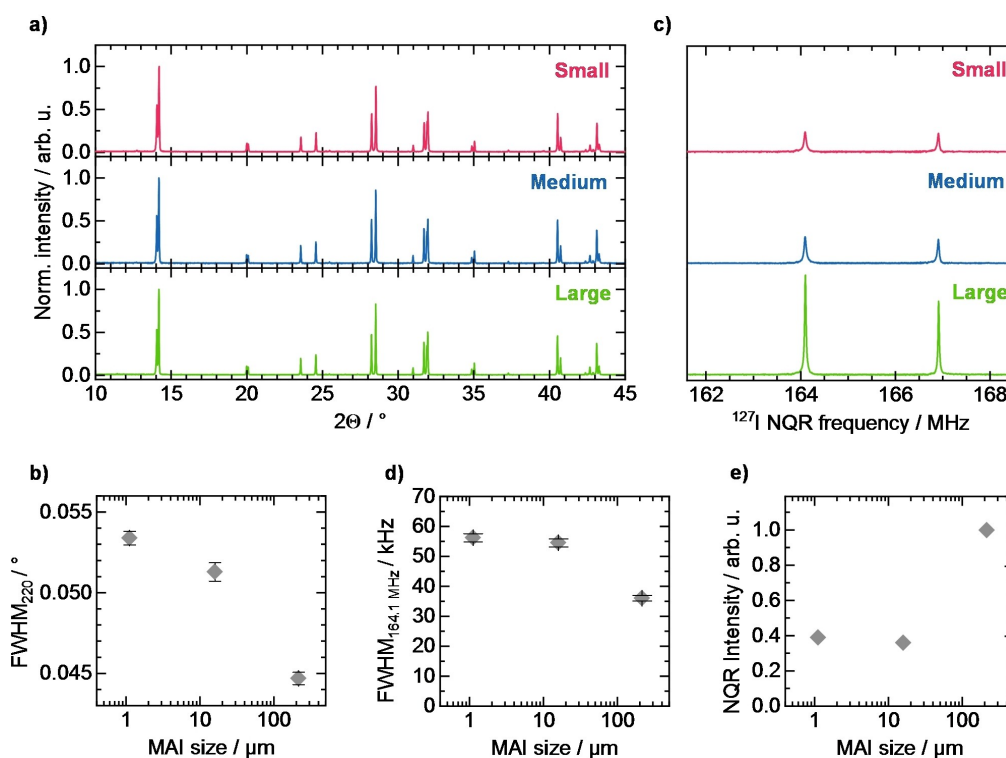 a)
Norm. intensity / arb. u.
1.0
0.5
0.0
Small
1.0
0.5
0.0
Medium
1.0
0.5
0.0
Large
10 15 20 25 30 35 40 45
2Θ / °
c)
Small
Medium
Large
162 164 166 168
¹²⁷I NQR frequency / MHz
b)
FWHM₂₂₀ / °
0.055
0.050
0.045
1 10 100
MAI size / µm
d)
FWHM₁₆₄.₁ MHz / kHz
70
60
50
40
30
20
10
0
1 10 100
MAI size / µm
e)
NQR Intensity / arb. u.
1.0
0.8
0.6
0.4
0.2
0.0
1 10 100
MAI size / µm